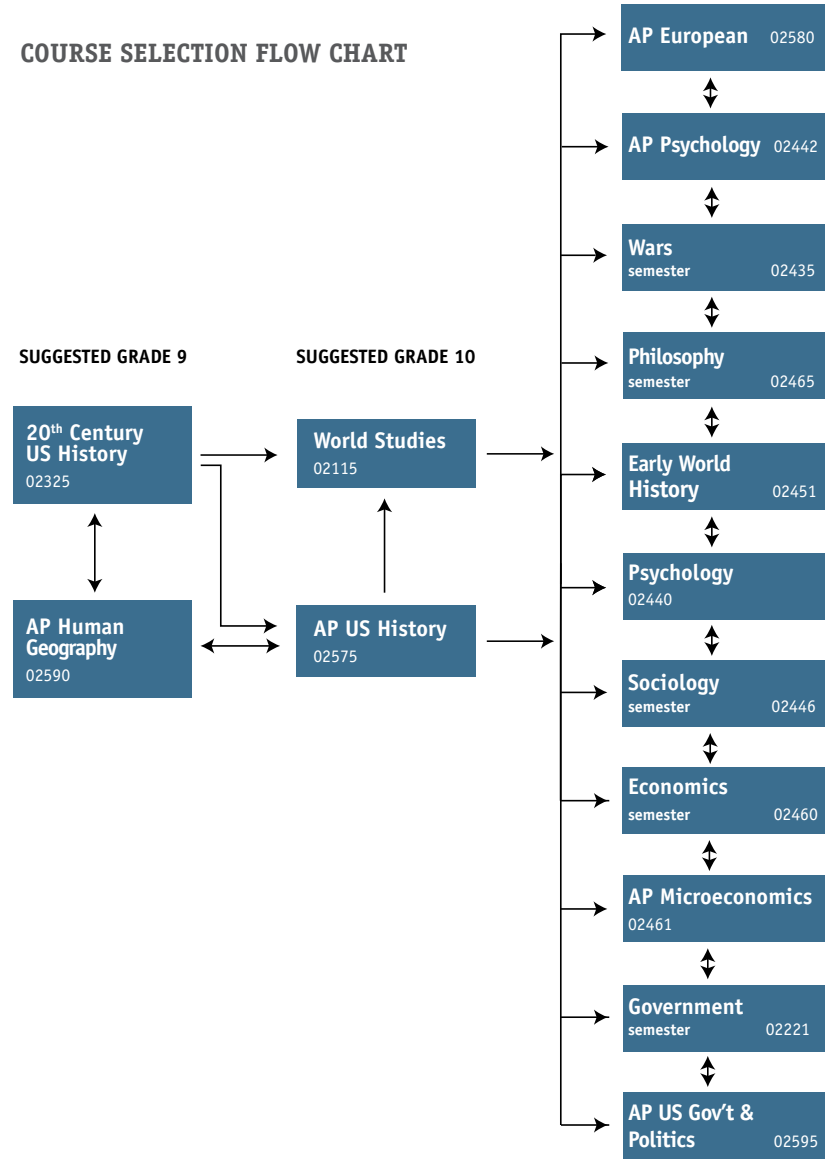 COURSE SELECTION FLOW CHART
SUGGESTED GRADE 9
20th Century
US History
02325
AP Human
Geography
02590
SUGGESTED GRADE 10
World Studies
02115
AP US History
02575
AP European 02580
AP Psychology 02442
Wars
semester 02435
Philosophy
semester 02465
Early World
History 02451
Psychology
02440
Sociology
semester 02446
Economics
semester 02460
AP Microeconomics
02461
Government
semester 02221
AP US Gov't &
Politics 02595